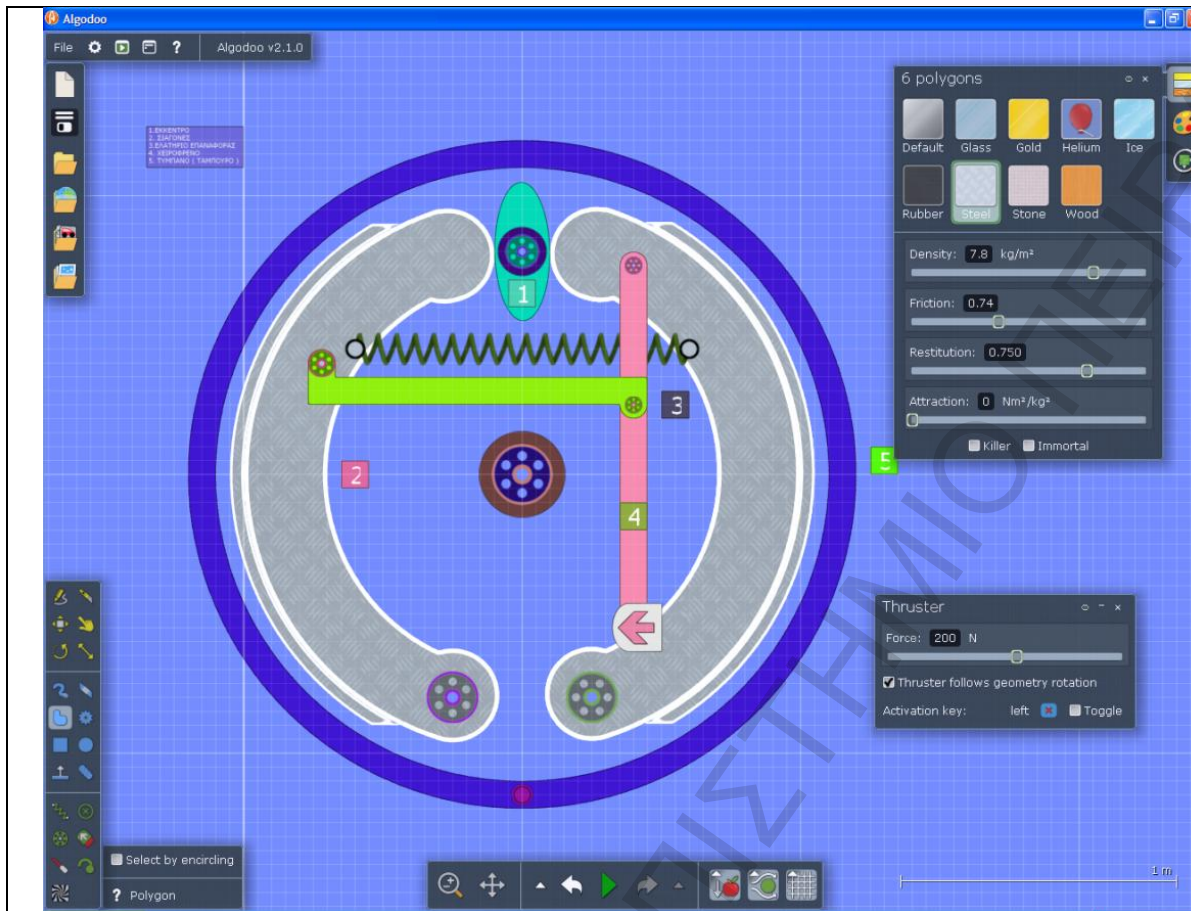 Algodoo
File ? Algodoo v2.1.0
1.ΕΚΚΕΝΤΡΟ
2. ΣΙΑΓΟΝΕΣ
3.ΕΛΑΤΗΡΙΟ ΕΠΑΝΑΦΟΡΑΣ
4. ΧΕΙΡΟΦΡΕΝΟ
5. ΤΥΜΠΑΝΟ ( ΤΑΜΠΟΥΡΟ )
1
2
3
4
5
6 polygons
Default Glass Gold Helium Ice
Rubber Steel Stone Wood
Density: 7.8 kg/m²
Friction: 0.74
Restitution: 0.750
Attraction: 0 Nm²/kg²
Killer Immortal
Thruster
Force: 200 N
Thruster follows geometry rotation
Activation key: left Toggle
Select by encircling
? Polygon
1 m
ΠΙΣΤΗΜΙΟ ΠΕΙΡ